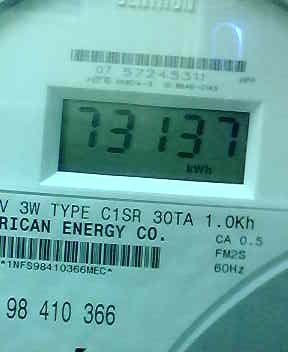 CENTRON
07 57245311
73137
kWh
V 3W TYPE C1SR 30TA 1.0Kh
RICAN ENERGY CO.
CA 0.5
FM2S
60Hz
*1NFS98410366MEC*
98 410 366